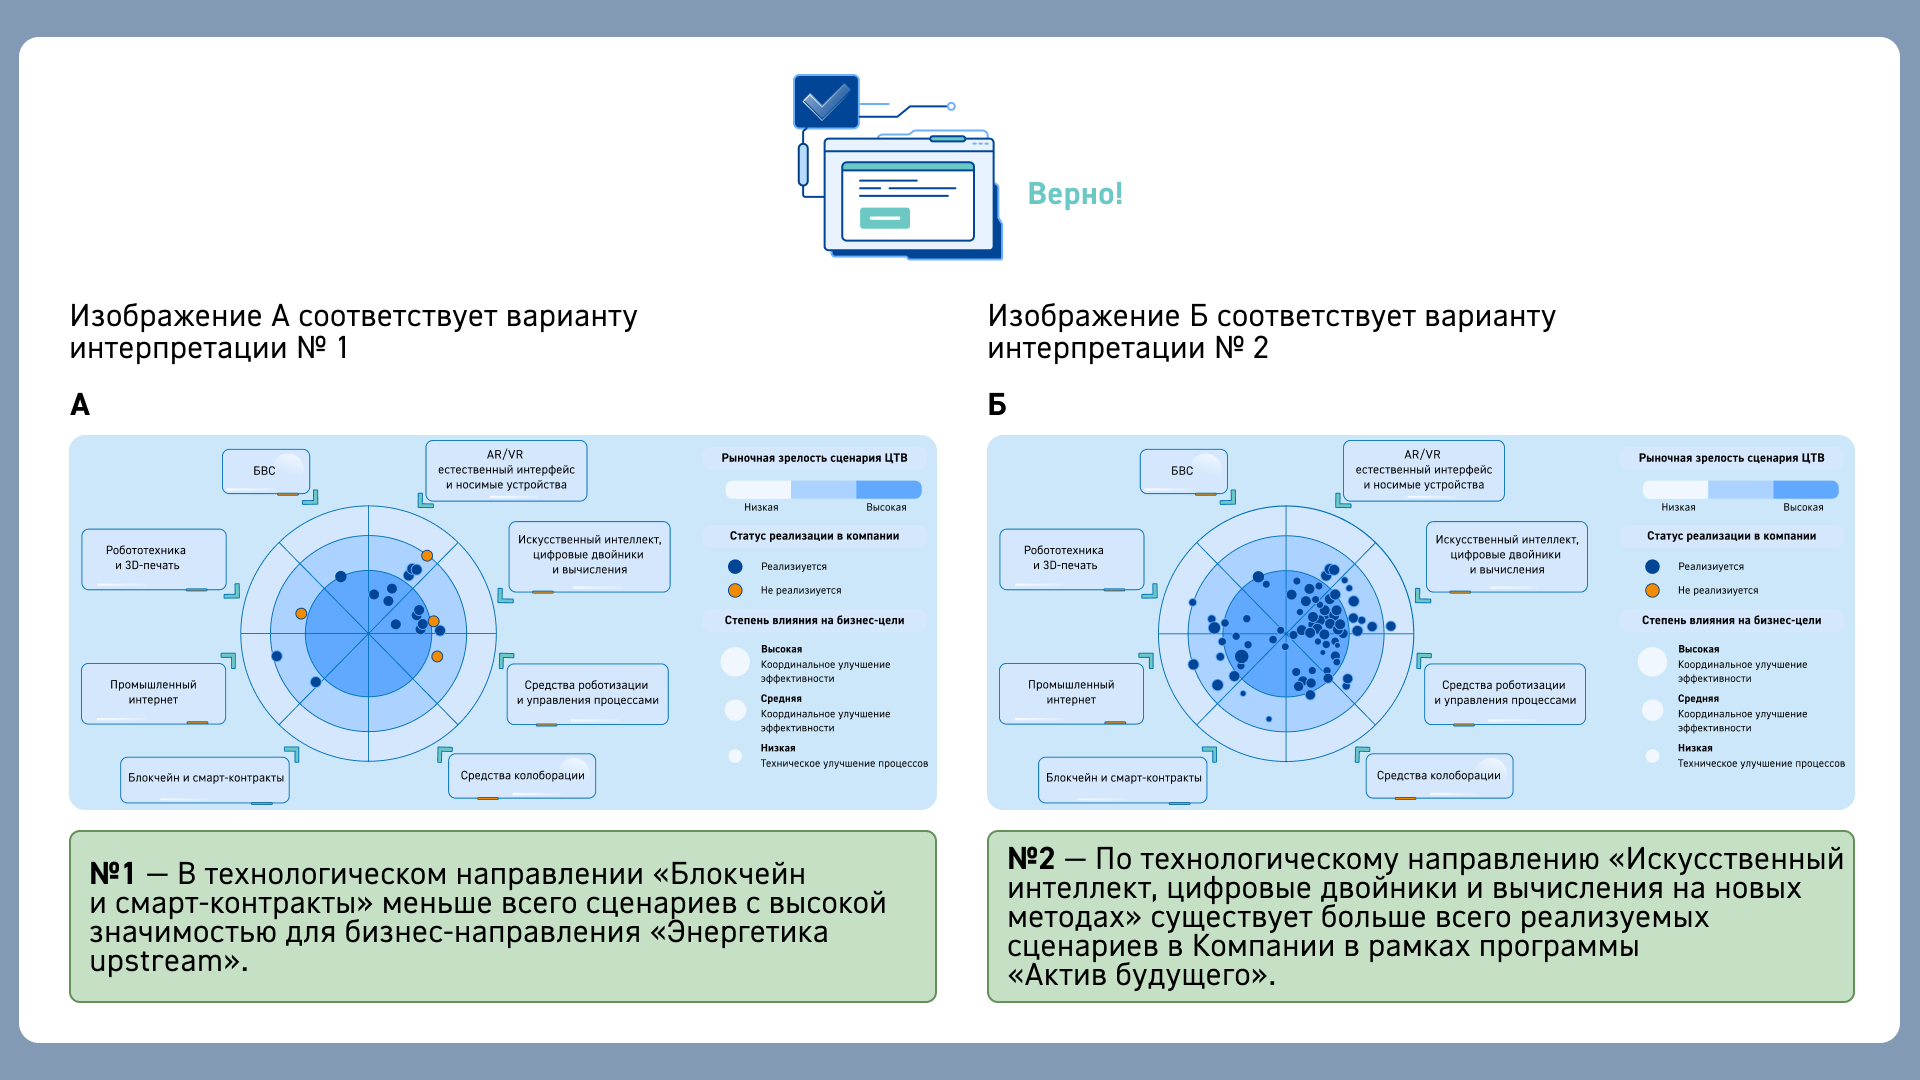 Верно!
Изображение А соответствует варианту
интерпретации № 1
А
БВС
AR/VR
естественный интерфейс
и носимые устройства
Робототехника
и 3D-печать
Искусственный интеллект,
цифровые двойники
и вычисления
Промышленный
интернет
Средства роботизации
и управления процессами
Блокчейн и смарт-контракты
Средства колоборации
Рыночная зрелость сценария ЦТВ
Низкая
Высокая
Статус реализации в компании
Реализиуется
Не реализиуется
Степень влияния на бизнес-цели
Высокая
Координальное улучшение
эффективности
Средняя
Координальное улучшение
эффективности
Низкая
Техническое улучшение процессов
№1 — В технологическом направлении «Блокчейн
и смарт-контракты» меньше всего сценариев с высокой
значимостью для бизнес-направления «Энергетика
upstream».
Изображение Б соответствует варианту
интерпретации № 2
Б
БВС
AR/VR
естественный интерфейс
и носимые устройства
Робототехника
и 3D-печать
Искусственный интеллект,
цифровые двойники
и вычисления
Промышленный
интернет
Средства роботизации
и управления процессами
Блокчейн и смарт-контракты
Средства колоборации
Рыночная зрелость сценария ЦТВ
Низкая
Высокая
Статус реализации в компании
Реализиуется
Не реализиуется
Степень влияния на бизнес-цели
Высокая
Координальное улучшение
эффективности
Средняя
Координальное улучшение
эффективности
Низкая
Техническое улучшение процессов
№2 — По технологическому направлению «Искусственный
интеллект, цифровые двойники и вычисления на новых
методах» существует больше всего реализуемых
сценариев в Компании в рамках программы
«Актив будущего».